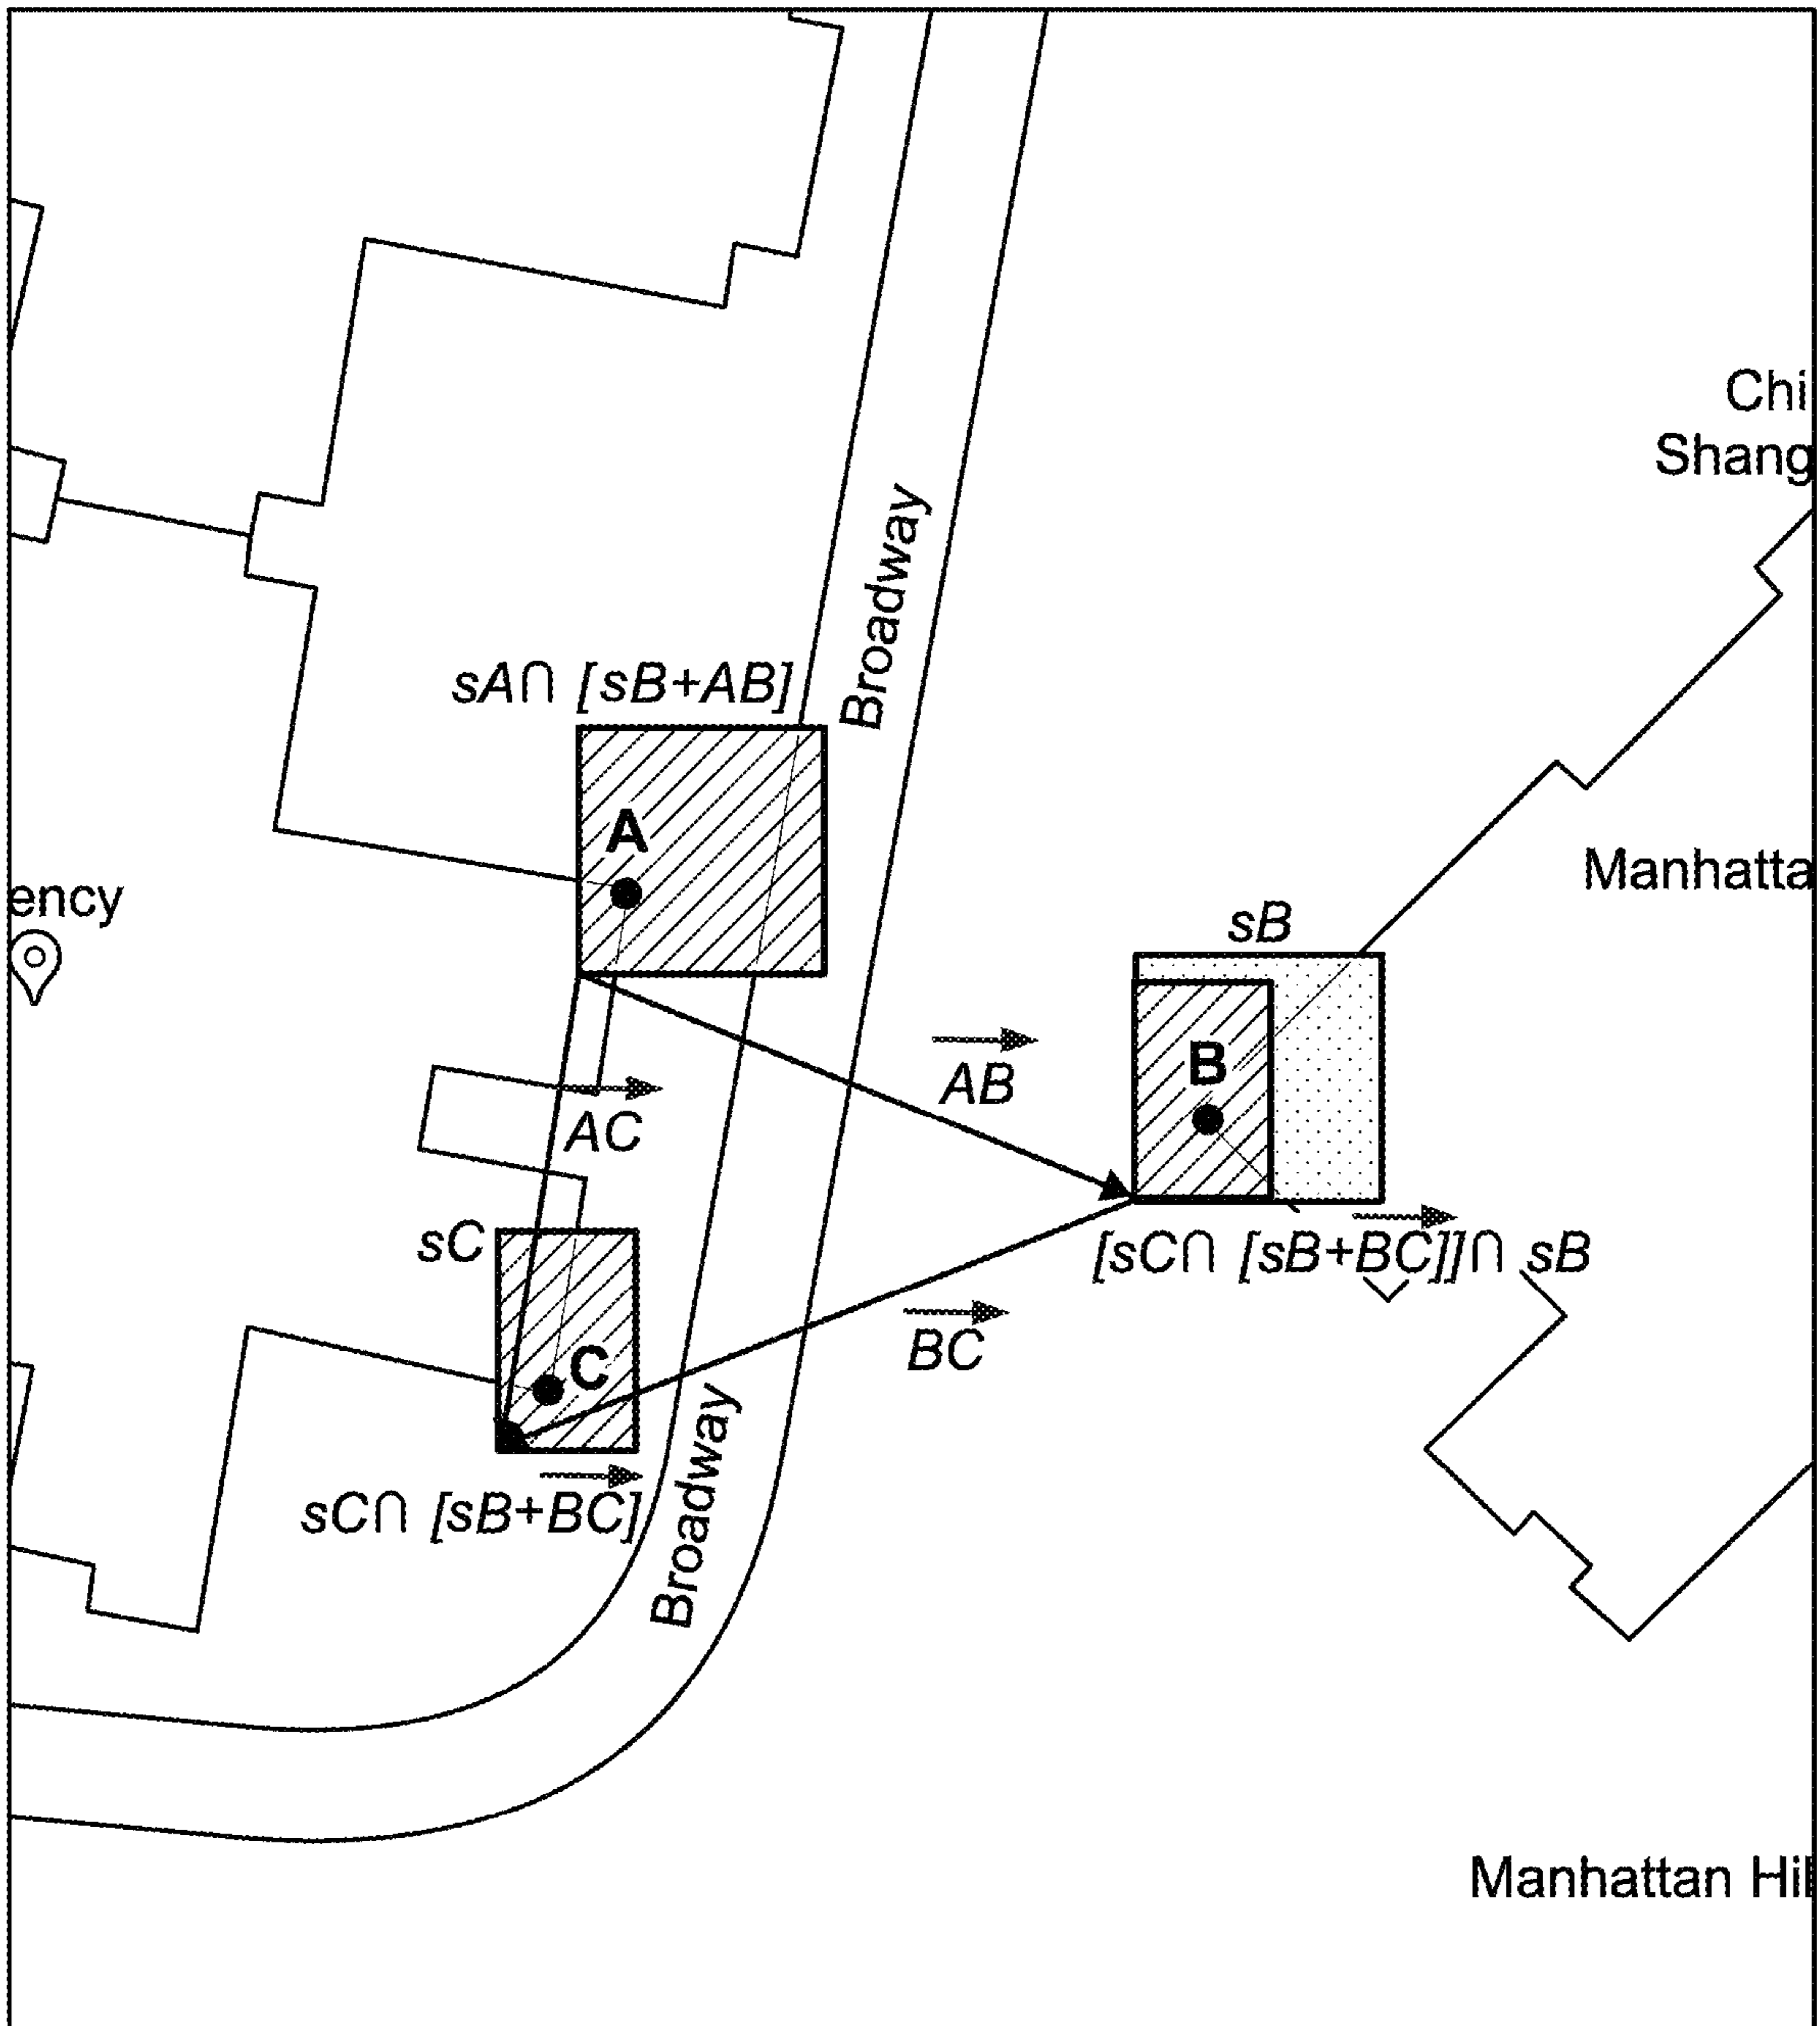 Chi
Shang
Broadway
sA∩ [sB+AB]
A
Manhatta
ency
sB
B
AB
AC
sC
[sC∩ [sB+BC]]∩ sB
BC
C
sC∩ [sB+BC]
Broadway
Manhattan Hil